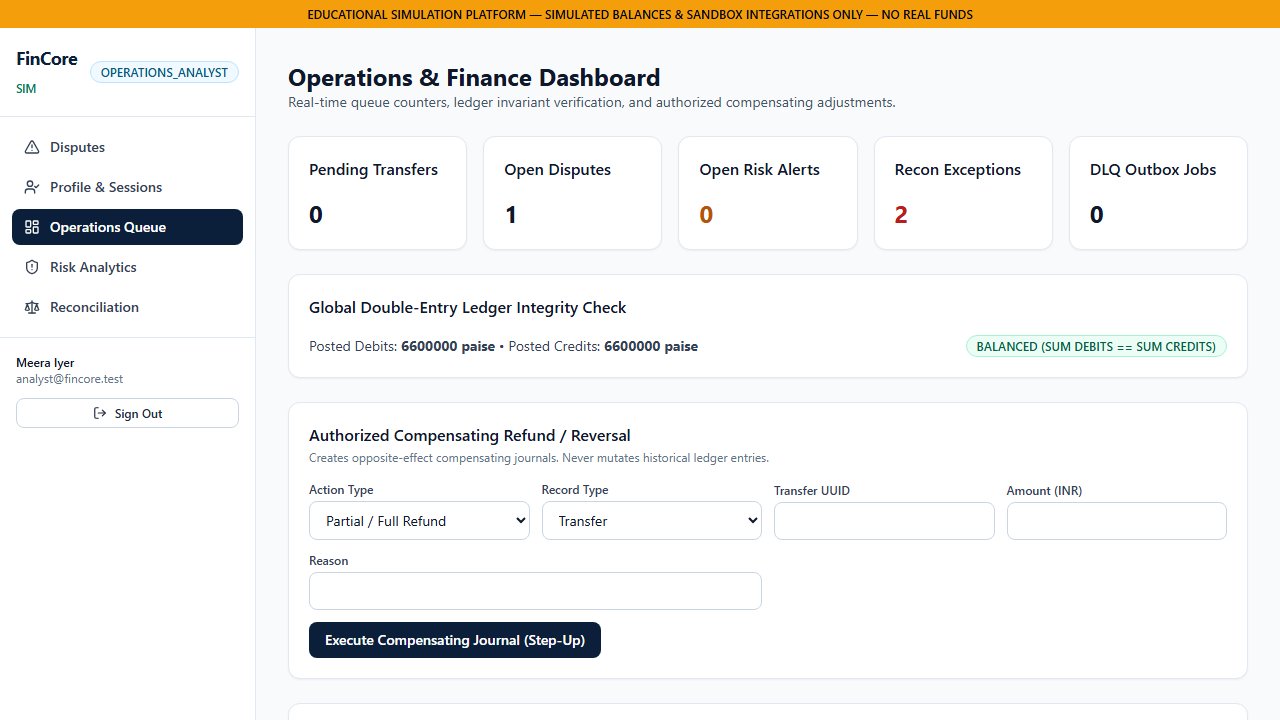 EDUCATIONAL SIMULATION PLATFORM — SIMULATED BALANCES & SANDBOX INTEGRATIONS ONLY — NO REAL FUNDS
FinCore
SIM
OPERATIONS_ANALYST
Disputes
Profile & Sessions
Operations Queue
Risk Analytics
Reconciliation
Meera Iyer
analyst@fincore.test
Sign Out
Operations & Finance Dashboard
Real-time queue counters, ledger invariant verification, and authorized compensating adjustments.
Pending Transfers
0
Open Disputes
1
Open Risk Alerts
0
Recon Exceptions
2
DLQ Outbox Jobs
0
Global Double-Entry Ledger Integrity Check
Posted Debits: 6600000 paise • Posted Credits: 6600000 paise
BALANCED (SUM DEBITS == SUM CREDITS)
Authorized Compensating Refund / Reversal
Creates opposite-effect compensating journals. Never mutates historical ledger entries.
Action Type
Partial / Full Refund
Record Type
Transfer
Transfer UUID
Amount (INR)
Reason
Execute Compensating Journal (Step-Up)